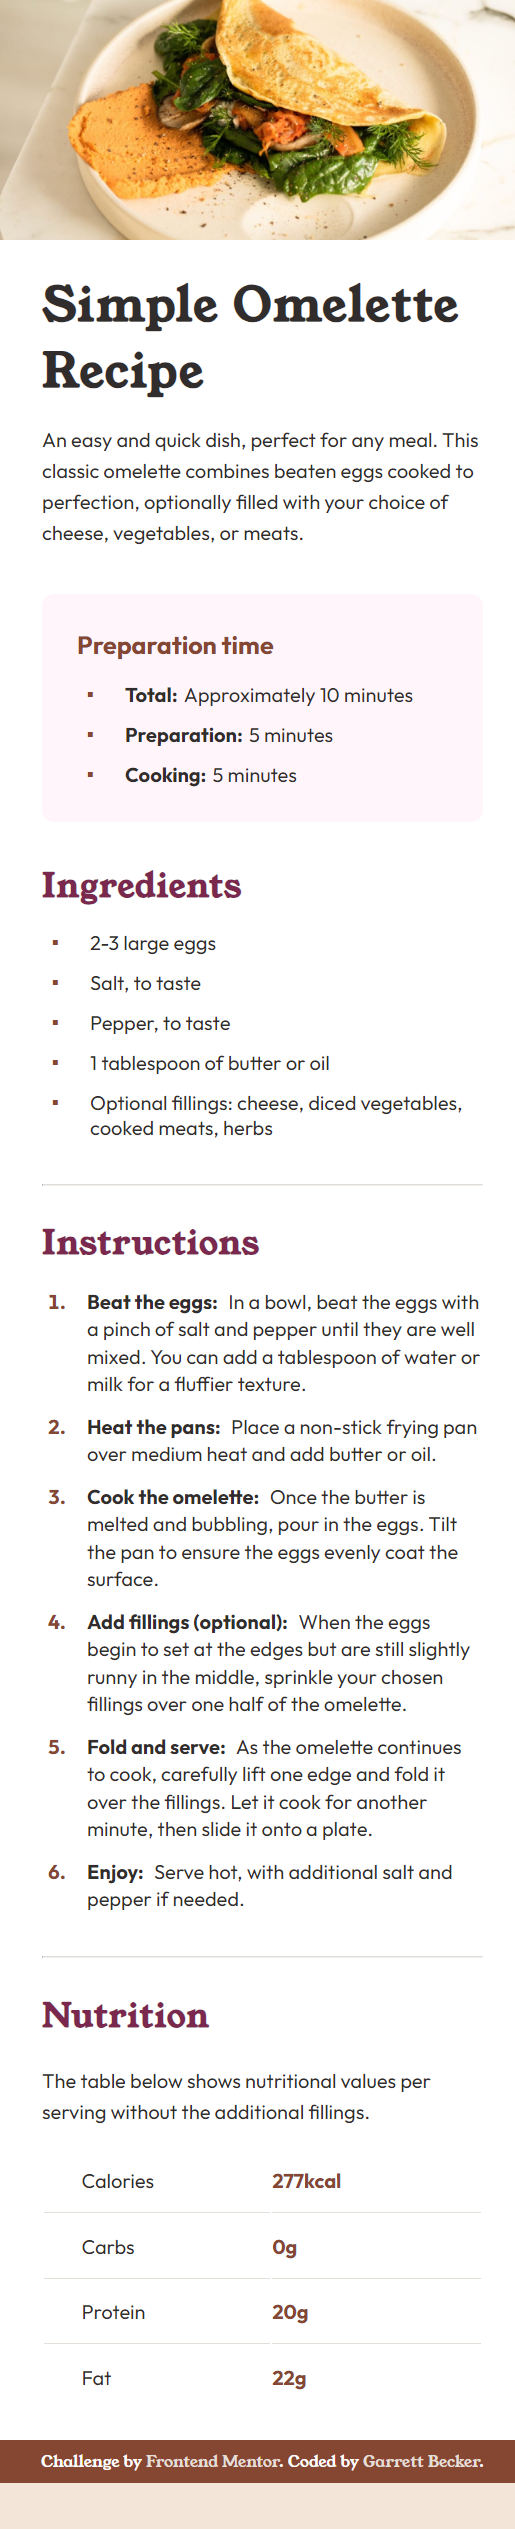 Simple Omelette
Recipe
An easy and quick dish, perfect for any meal. This
classic omelette combines beaten eggs cooked to
perfection, optionally filled with your choice of
cheese, vegetables, or meats.
Preparation time
▪ Total: Approximately 10 minutes
▪ Preparation: 5 minutes
▪ Cooking: 5 minutes
Ingredients
▪ 2-3 large eggs
▪ Salt, to taste
▪ Pepper, to taste
▪ 1 tablespoon of butter or oil
▪ Optional fillings: cheese, diced vegetables,
cooked meats, herbs
Instructions
1. Beat the eggs: In a bowl, beat the eggs with
a pinch of salt and pepper until they are well
mixed. You can add a tablespoon of water or
milk for a fluffier texture.
2. Heat the pans: Place a non-stick frying pan
over medium heat and add butter or oil.
3. Cook the omelette: Once the butter is
melted and bubbling, pour in the eggs. Tilt
the pan to ensure the eggs evenly coat the
surface.
4. Add fillings (optional): When the eggs
begin to set at the edges but are still slightly
runny in the middle, sprinkle your chosen
fillings over one half of the omelette.
5. Fold and serve: As the omelette continues
to cook, carefully lift one edge and fold it
over the fillings. Let it cook for another
minute, then slide it onto a plate.
6. Enjoy: Serve hot, with additional salt and
pepper if needed.
Nutrition
The table below shows nutritional values per
serving without the additional fillings.
Calories 277kcal
Carbs 0g
Protein 20g
Fat 22g
Challenge by Frontend Mentor. Coded by Garrett Becker.